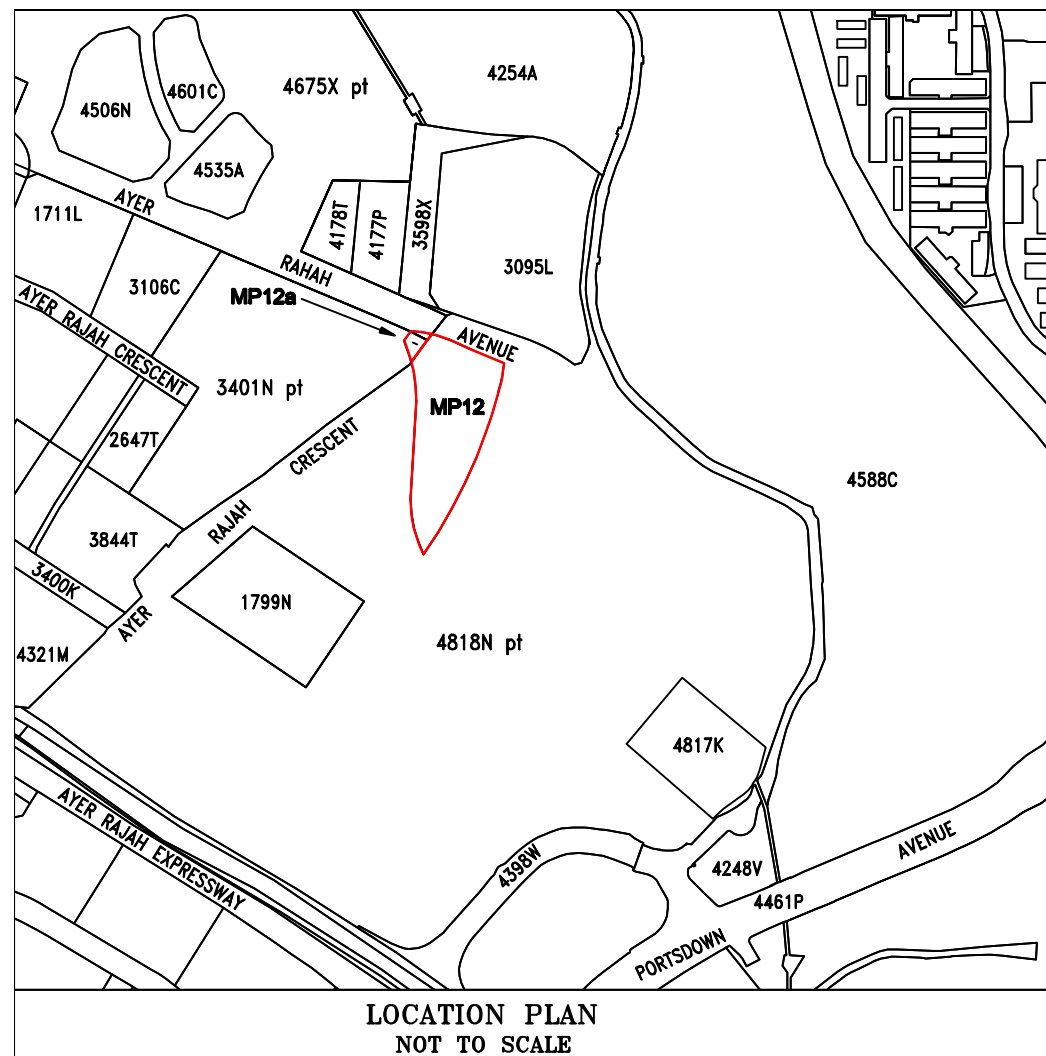 4601C
4675X pt
4254A
4506N
4535A
AYER
1711L
4178T
4177P
3598X
RAHAH
3095L
3106C
MP12a
AYER RAJAH CRESCENT
AVENUE
3401N pt
MP12
2647T
CRESCENT
4588C
RAJAH
3844T
3400K
1799N
AYER
4818N pt
4321M
4817K
AYER RAJAH EXPRESSWAY
AVENUE
4398W
4248V
4461P
PORTSDOWN
LOCATION PLAN
NOT TO SCALE